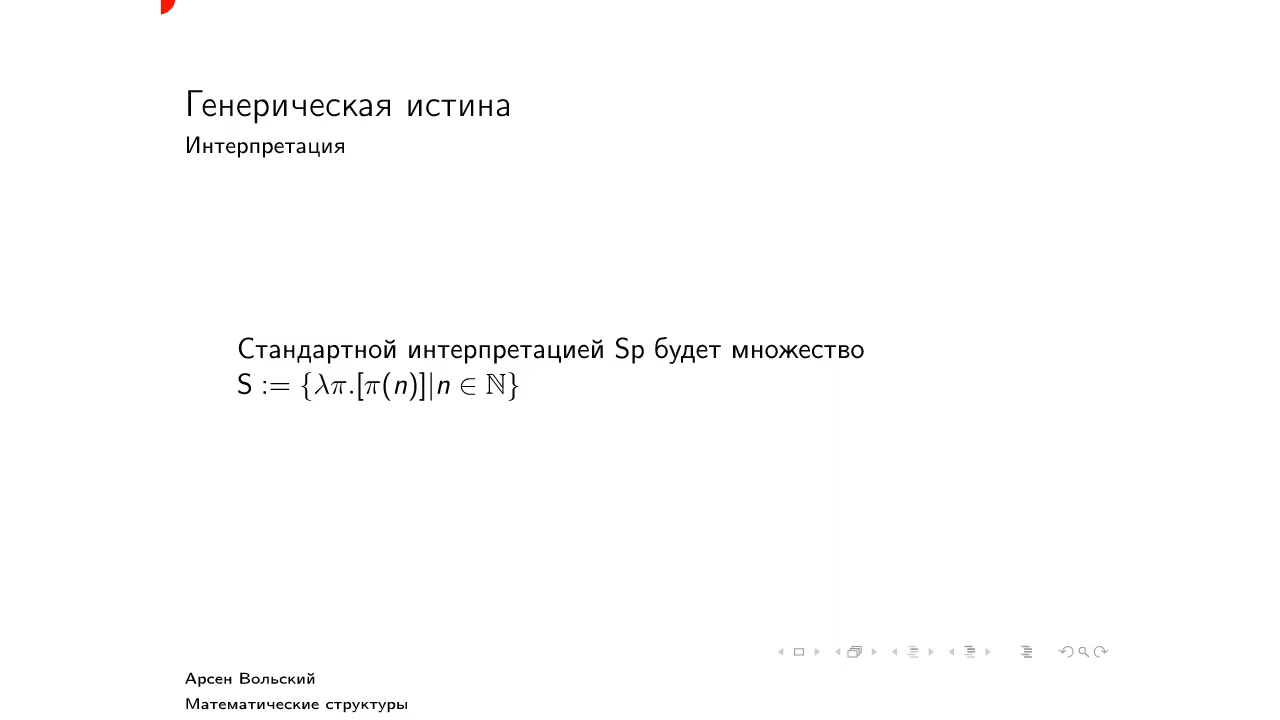 Генерическая истина
Интерпретация
Стандартной интерпретацией Sp будет множество
S := {λπ.[π(n)]|n ∈ ℕ}
Арсен Вольский
Математические структуры